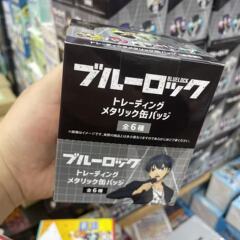 ブルーロック
BLUELOCK
トレーディング
メタリック缶バッジ
全6種
ブルーロック
トレーディング
メタリック缶バッジ
全6種